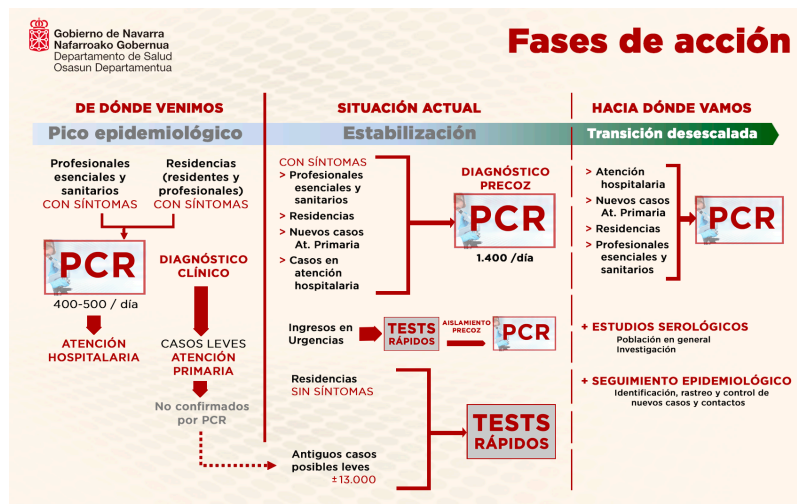 Gobierno de Navarra
Nafarroako Gobernua
Departamento de Salud
Osasun Departamentua
Fases de acción
DE DÓNDE VENIMOS
Pico epidemiológico
Profesionales
esenciales y
sanitarios
CON SÍNTOMAS
Residencias
(residentes y
profesionales)
CON SÍNTOMAS
PCR
400-500 / día
ATENCIÓN
HOSPITALARIA
DIAGNÓSTICO
CLÍNICO
CASOS LEVES
ATENCIÓN
PRIMARIA
No confirmados
por PCR
SITUACIÓN ACTUAL
Estabilización
CON SÍNTOMAS
> Profesionales
esenciales y
sanitarios
> Residencias
> Nuevos casos
At. Primaria
> Casos en
atención
hospitalaria
DIAGNÓSTICO
PRECOZ
PCR
1.400 /día
Ingresos en
Urgencias
TESTS
RÁPIDOS
AISLAMIENTO
PRECOZ
PCR
Residencias
SIN SÍNTOMAS
Antiguos casos
posibles leves
±13.000
TESTS
RÁPIDOS
HACIA DÓNDE VAMOS
Transición desescalada
> Atención
hospitalaria
> Nuevos casos
At. Primaria
> Residencias
> Profesionales
esenciales y
sanitarios
PCR
+ ESTUDIOS SEROLÓGICOS
Población en general
Investigación
+ SEGUIMIENTO EPIDEMIOLÓGICO
Identificación, rastreo y control de
nuevos casos y contactos